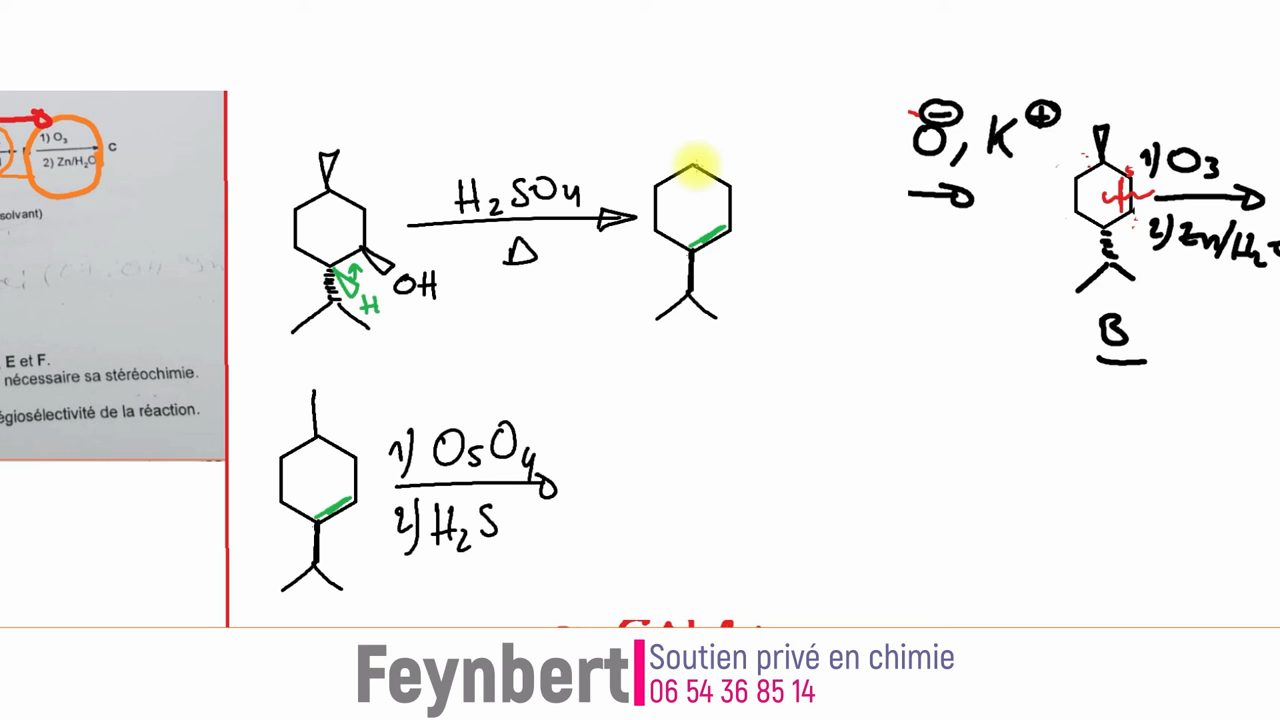 1) O₃
2) Zn/H₂O
C
solvant)
E et F.
nécessaire sa stéréochimie.
égiosélectivité de la réaction.
H₂SO₄
Δ
OH
H
O⊖, K⊕
1) O₃
2) Zn/H₂
B
1) OsO₄
2) H₂S
Feynbert
Soutien privé en chimie
06 54 36 85 14